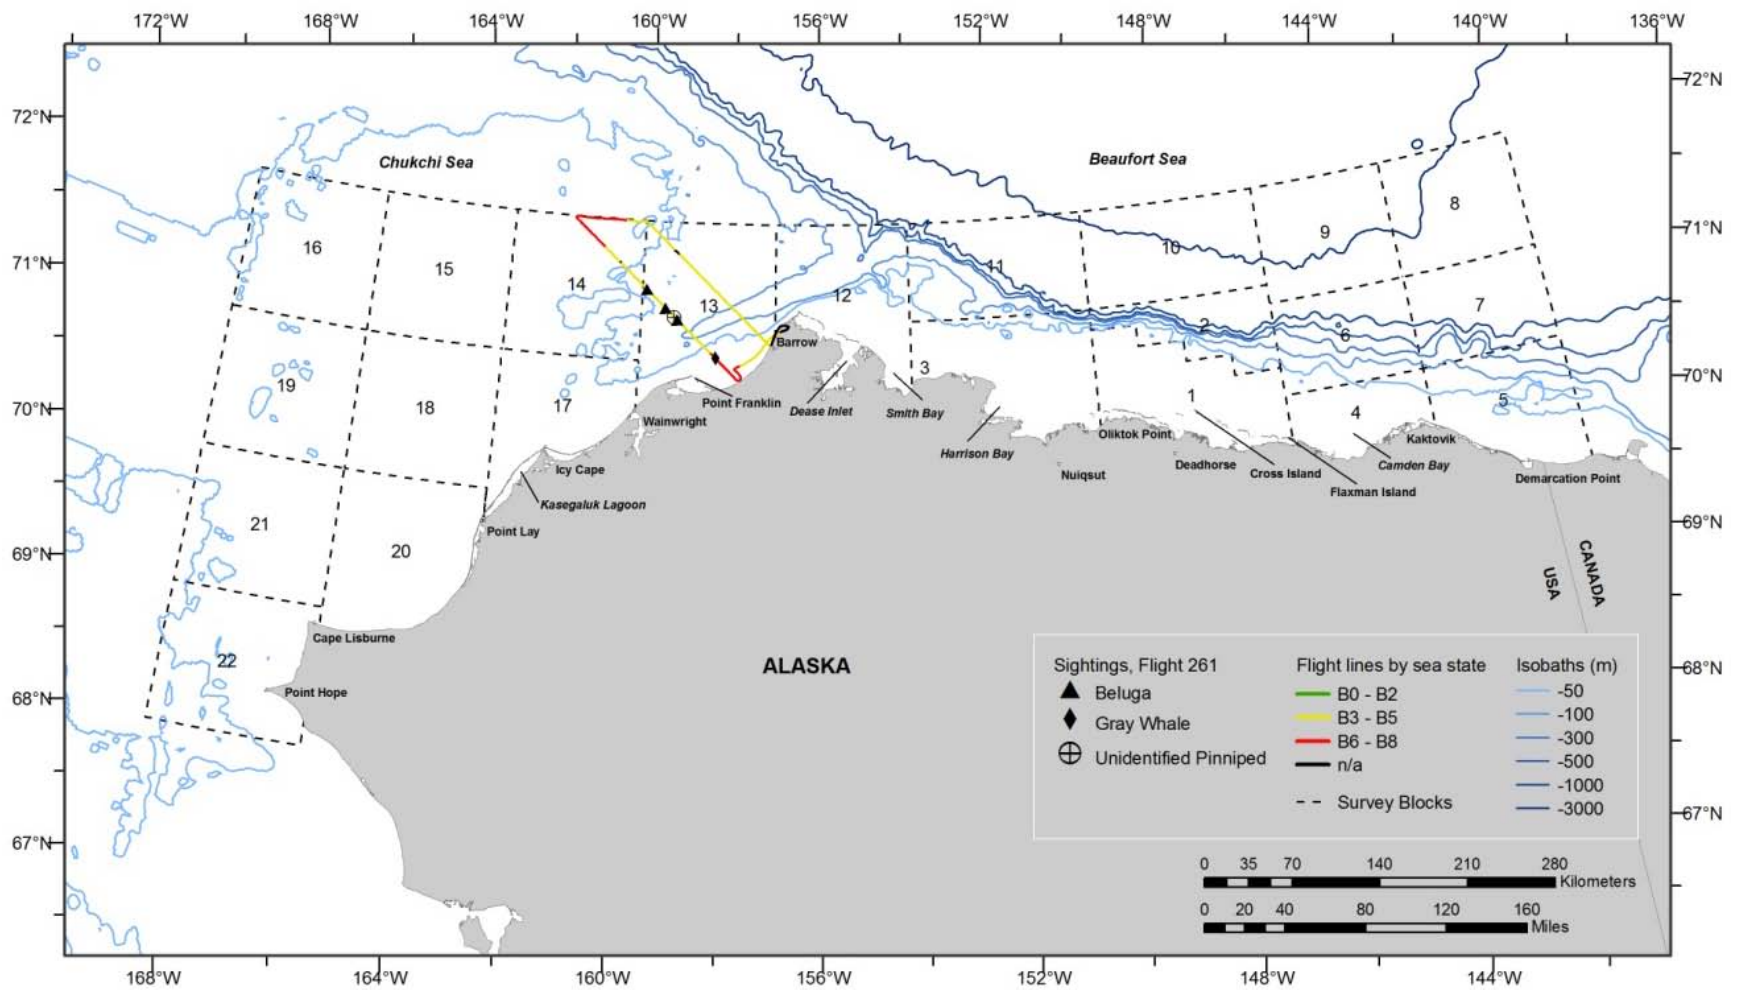 172°W 168°W 164°W 160°W 156°W 152°W 148°W 144°W 140°W 136°W
72°N
72°N
Chukchi Sea
Beaufort Sea
8
9
71°N
16
10
15
71°N
11
14
12
13
7
2
6
Barrow
70°N
3
19
Point Franklin
1
5
18
17
70°N
Dease Inlet
Smith Bay
4
Wainwright
Oliktok Point
Kaktovik
Harrison Bay
Icy Cape
Deadhorse
Camden Bay
Nuiqsut
Cross Island
Demarcation Point
Flaxman Island
Kasegaluk Lagoon
21
69°N
Point Lay
20
69°N
USA
CANADA
Cape Lisburne
22
ALASKA
68°N
Point Hope
68°N
Sightings, Flight 261
Beluga
Gray Whale
Unidentified Pinniped
Flight lines by sea state
B0 - B2
B3 - B5
B6 - B8
n/a
Survey Blocks
Isobaths (m)
-50
-100
-300
-500
-1000
-3000
67°N
67°N
0 35 70 140 210 280
Kilometers
0 20 40 80 120 160
Miles
168°W 164°W 160°W 156°W 152°W 148°W 144°W